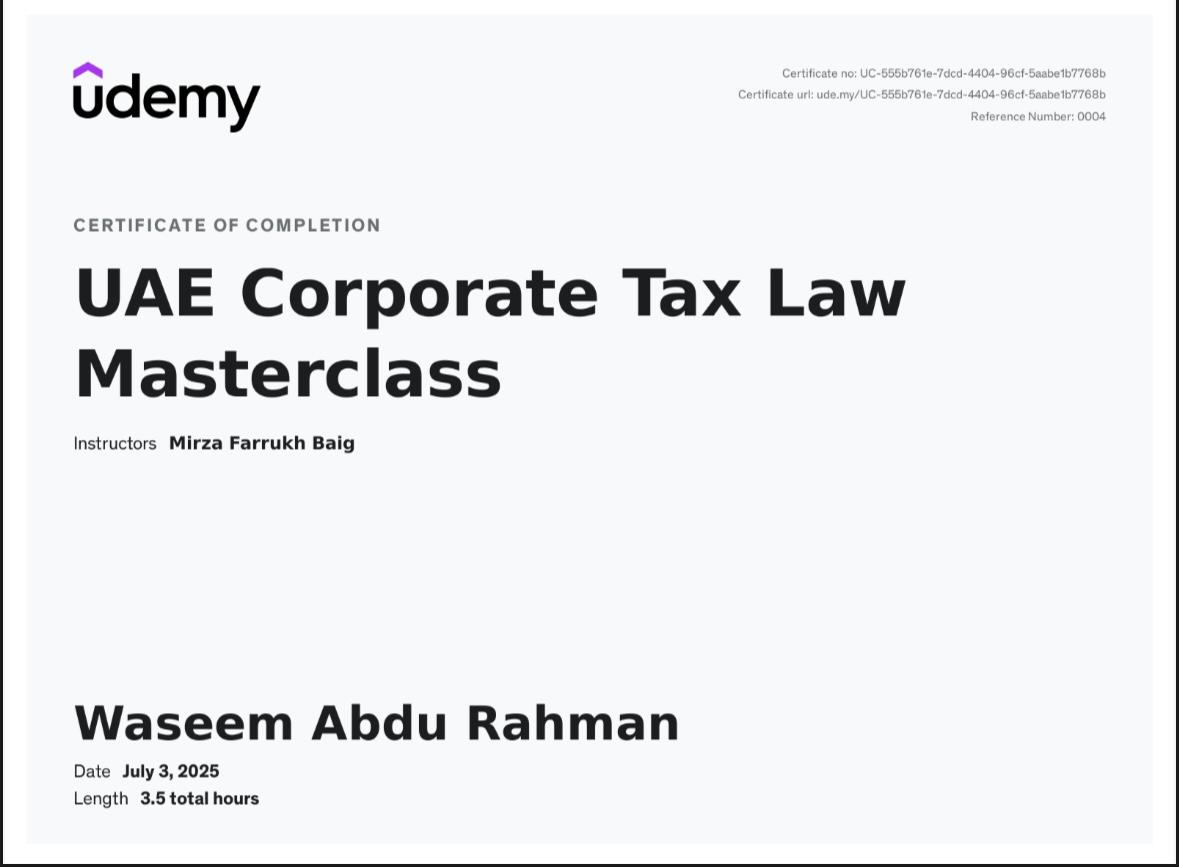 udemy
Certificate no: UC-555b761e-7dcd-4404-96cf-5aabe1b7768b
Certificate url: ude.my/UC-555b761e-7dcd-4404-96cf-5aabe1b7768b
Reference Number: 0004
CERTIFICATE OF COMPLETION
UAE Corporate Tax Law
Masterclass
Instructors Mirza Farrukh Baig
Waseem Abdu Rahman
Date July 3, 2025
Length 3.5 total hours